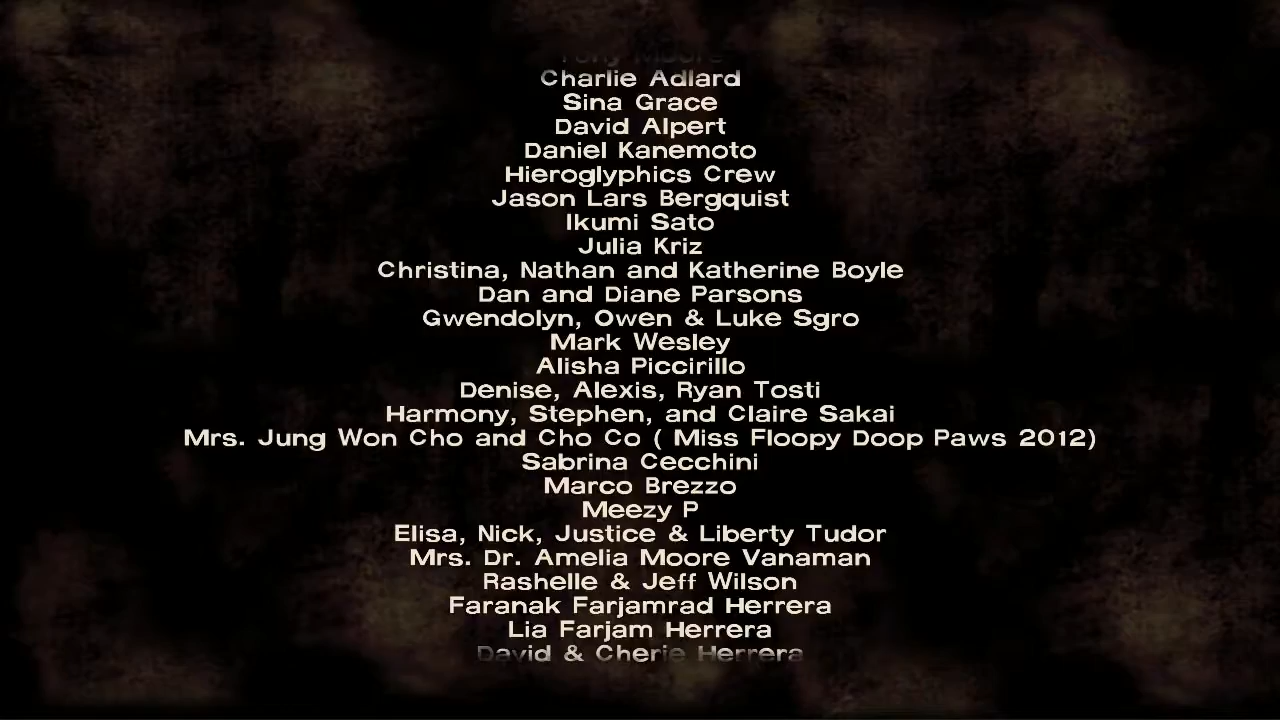 Tony Moore
Charlie Adlard
Sina Grace
David Alpert
Daniel Kanemoto
Hieroglyphics Crew
Jason Lars Bergquist
Ikumi Sato
Julia Kriz
Christina, Nathan and Katherine Boyle
Dan and Diane Parsons
Gwendolyn, Owen & Luke Sgro
Mark Wesley
Alisha Piccirillo
Denise, Alexis, Ryan Tosti
Harmony, Stephen, and Claire Sakai
Mrs. Jung Won Cho and Cho Co ( Miss Floopy Doop Paws 2012)
Sabrina Cecchini
Marco Brezzo
Meezy P
Elisa, Nick, Justice & Liberty Tudor
Mrs. Dr. Amelia Moore Vanaman
Rashelle & Jeff Wilson
Faranak Farjamrad Herrera
Lia Farjam Herrera
David & Cherie Herrera